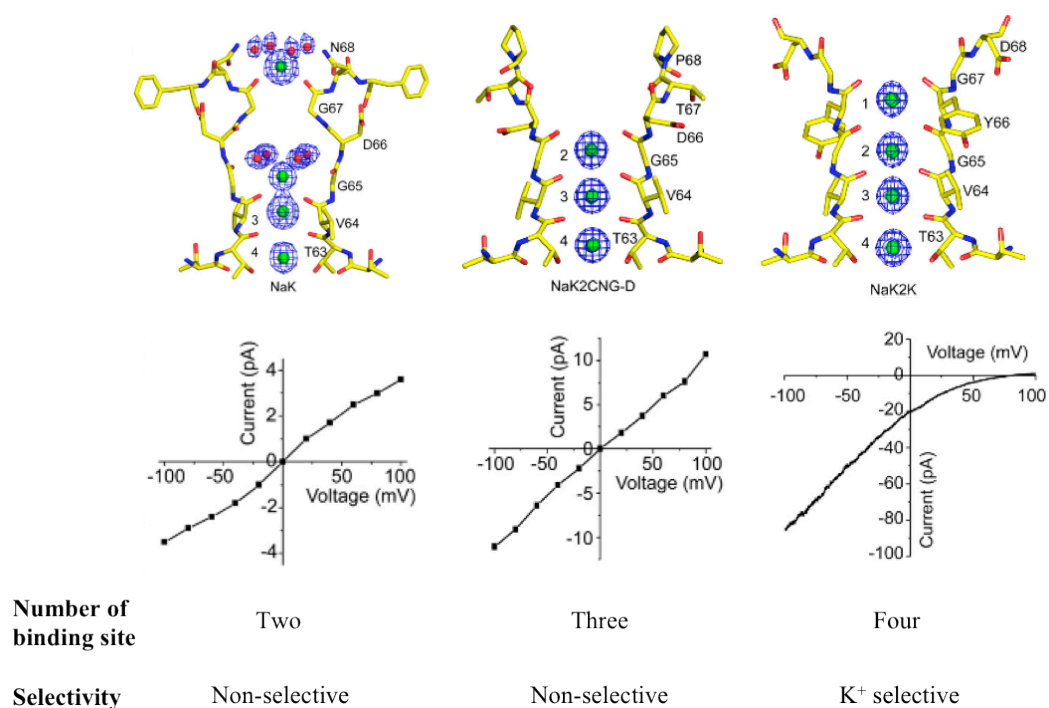 N68
G67
D66
G65
3
V64
4
T63
NaK
P68
T67
D66
2
G65
3
V64
4
T63
NaK2CNG-D
D68
G67
1
Y66
2
G65
3
V64
4
T63
NaK2K
Current (pA)
4
2
0
-100
-50
50
100
Voltage (mV)
-2
-4
Current (pA)
10
5
0
-100
-50
50
100
Voltage (mV)
-5
-10
20
Voltage (mV)
0
-100
-50
50
100
-20
-40
-60
-80
-100
Current (pA)
Number of
binding site
Two
Three
Four
Selectivity
Non-selective
Non-selective
K⁺ selective